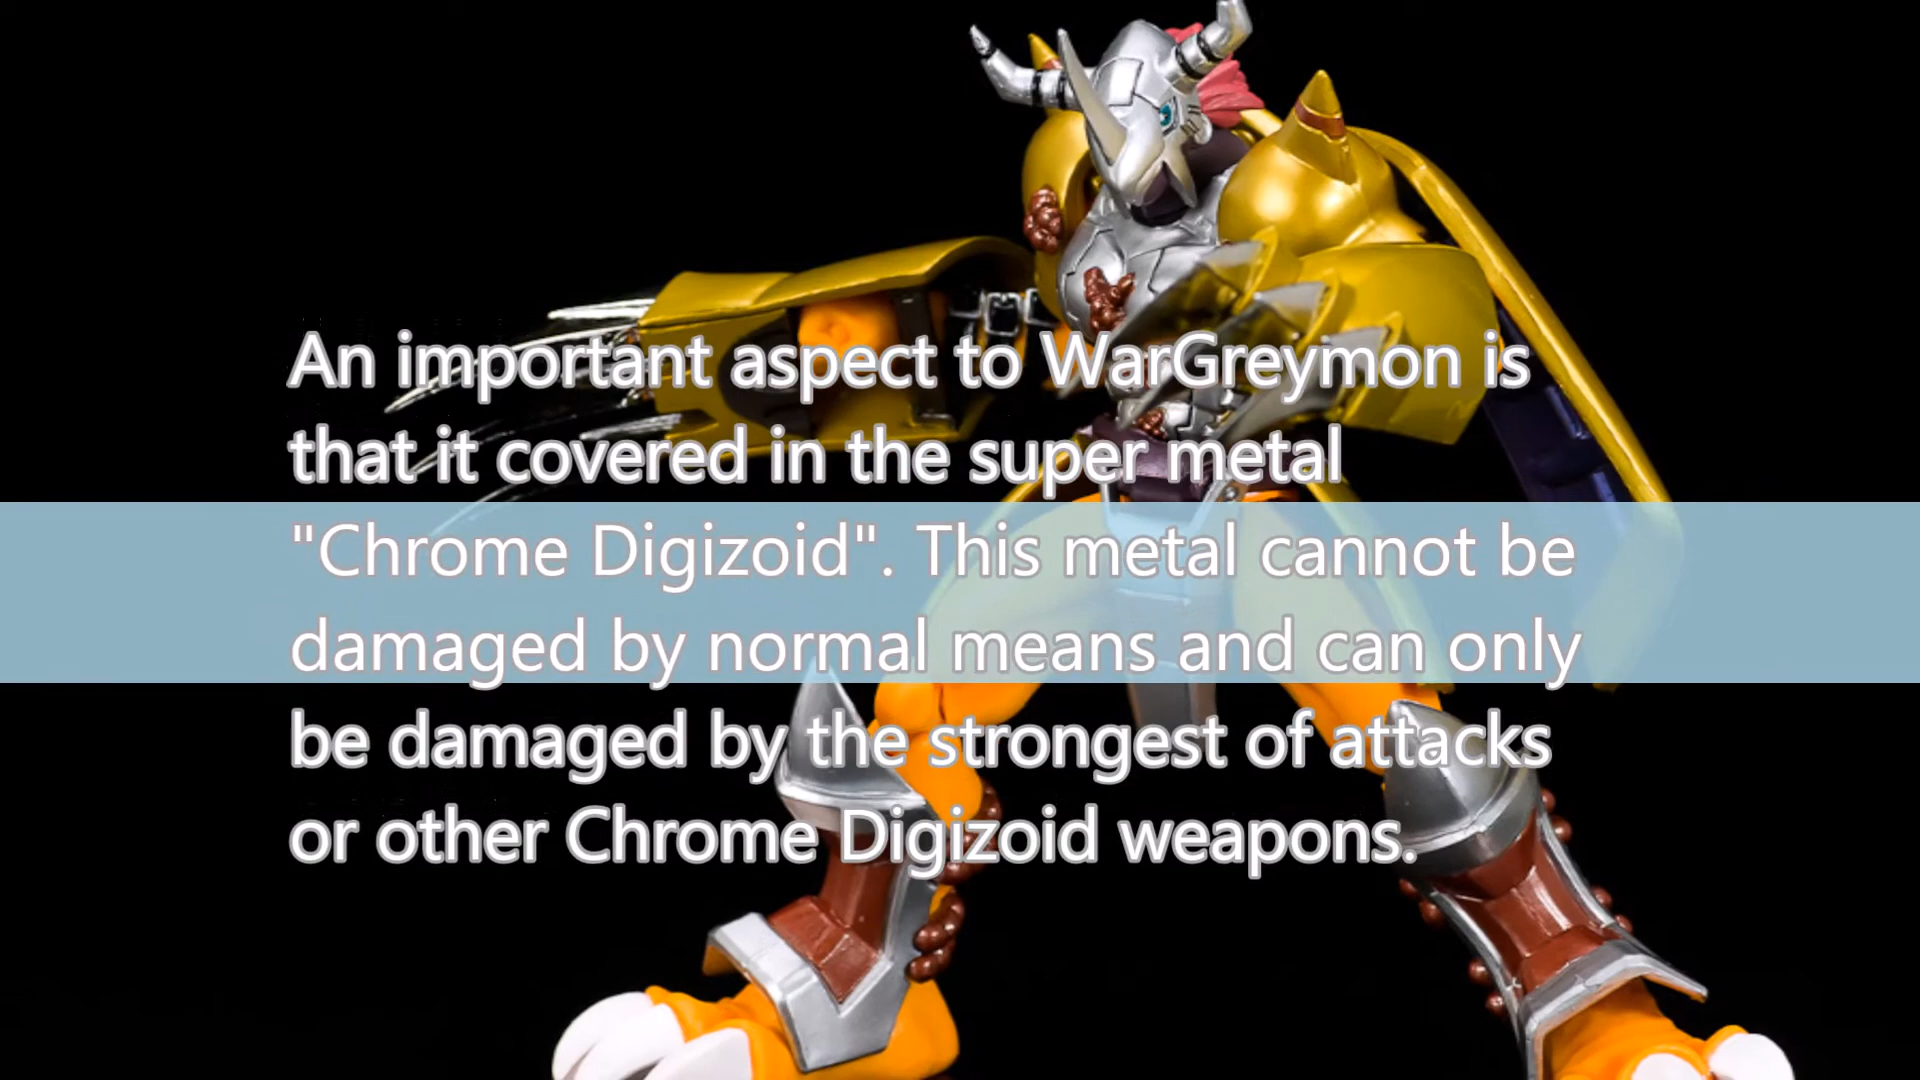 An important aspect to WarGreymon is
that it covered in the super metal
"Chrome Digizoid". This metal cannot be
damaged by normal means and can only
be damaged by the strongest of attacks
or other Chrome Digizoid weapons.